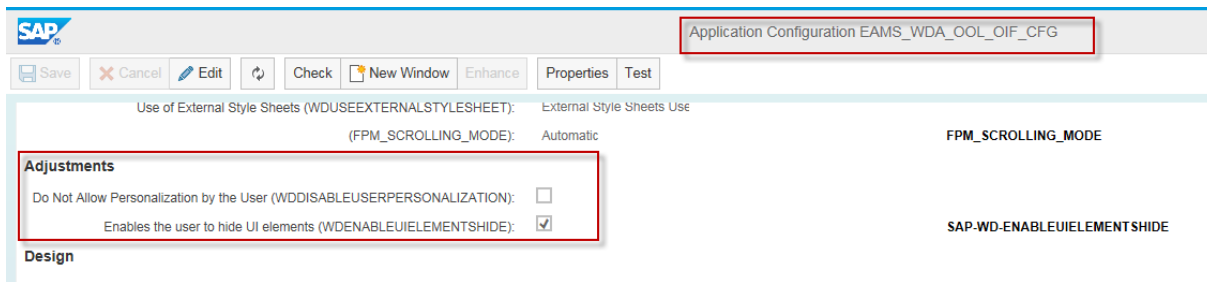 SAP
Application Configuration EAMS_WDA_OOL_OIF_CFG
Save Cancel Edit Check New Window Enhance Properties Test
Use of External Style Sheets (WDUSEEXTERNALSTYLESHEET): External Style Sheets Use
(FPM_SCROLLING_MODE): Automatic FPM_SCROLLING_MODE
Adjustments
Do Not Allow Personalization by the User (WDDISABLEUSERPERSONALIZATION):
Enables the user to hide UI elements (WDENABLEUIELEMENTSHIDE): SAP-WD-ENABLEUIELEMENTSHIDE
Design